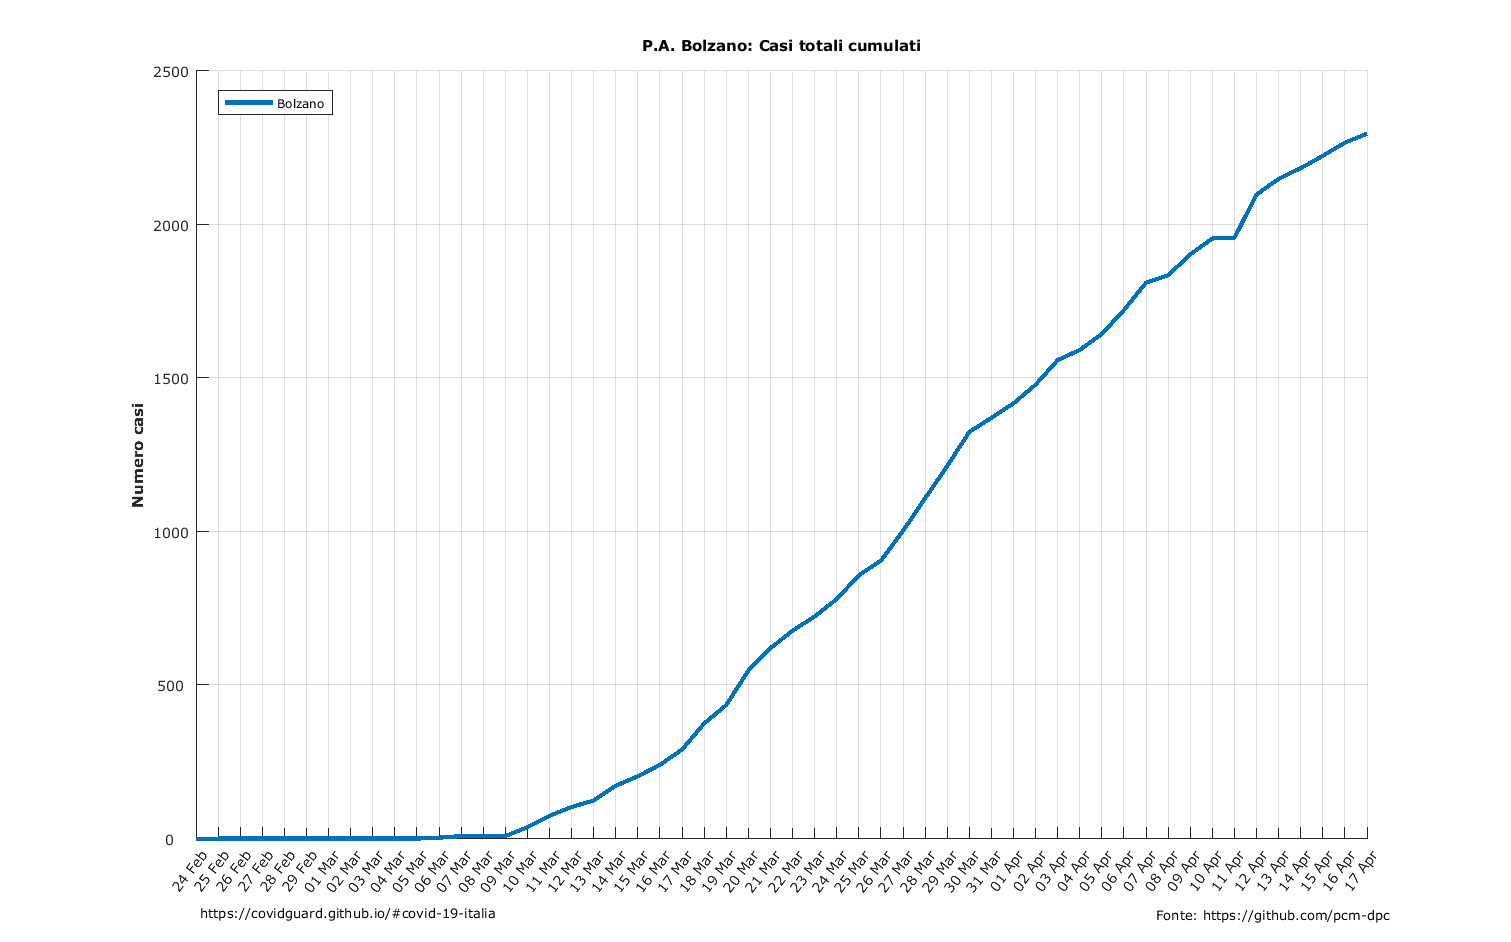 P.A. Bolzano: Casi totali cumulati
Bolzano
Numero casi
2500
2000
1500
1000
500
0
24 Feb
25 Feb
26 Feb
27 Feb
28 Feb
29 Feb
01 Mar
02 Mar
03 Mar
04 Mar
05 Mar
06 Mar
07 Mar
08 Mar
09 Mar
10 Mar
11 Mar
12 Mar
13 Mar
14 Mar
15 Mar
16 Mar
17 Mar
18 Mar
19 Mar
20 Mar
21 Mar
22 Mar
23 Mar
24 Mar
25 Mar
26 Mar
27 Mar
28 Mar
29 Mar
30 Mar
31 Mar
01 Apr
02 Apr
03 Apr
04 Apr
05 Apr
06 Apr
07 Apr
08 Apr
09 Apr
10 Apr
11 Apr
12 Apr
13 Apr
14 Apr
15 Apr
16 Apr
17 Apr
https://covidguard.github.io/#covid-19-italia
Fonte: https://github.com/pcm-dpc